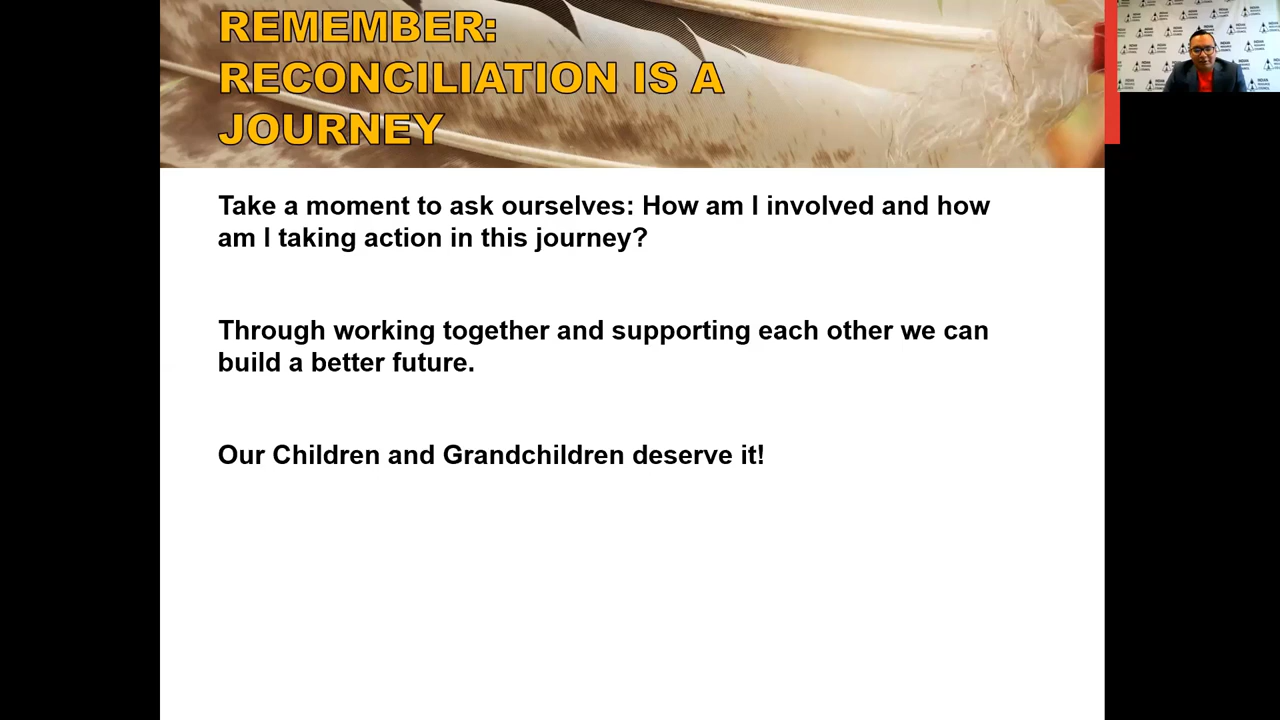 REMEMBER:
RECONCILIATION IS A
JOURNEY
Take a moment to ask ourselves: How am I involved and how
am I taking action in this journey?
Through working together and supporting each other we can
build a better future.
Our Children and Grandchildren deserve it!